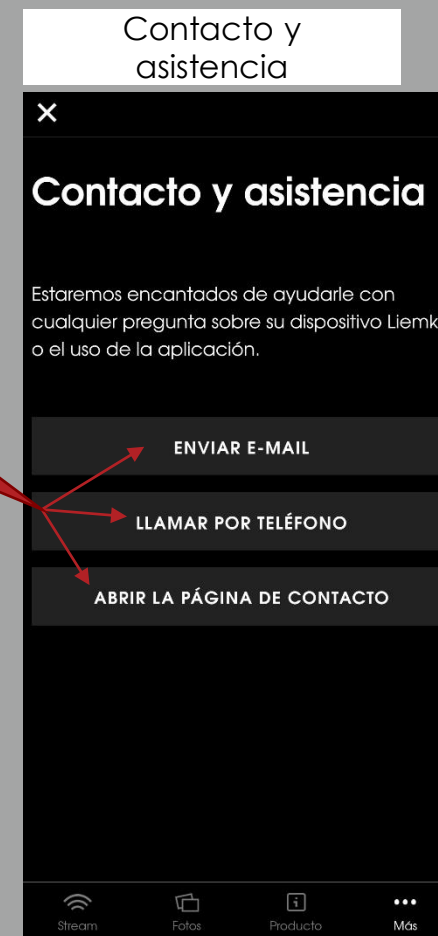 Contacto y
asistencia
Contacto y asistencia
Estaremos encantados de ayudarle con
cualquier pregunta sobre su dispositivo Liemk
o el uso de la aplicación.
ENVIAR E-MAIL
LLAMAR POR TELÉFONO
ABRIR LA PÁGINA DE CONTACTO
Stream Fotos Producto Más